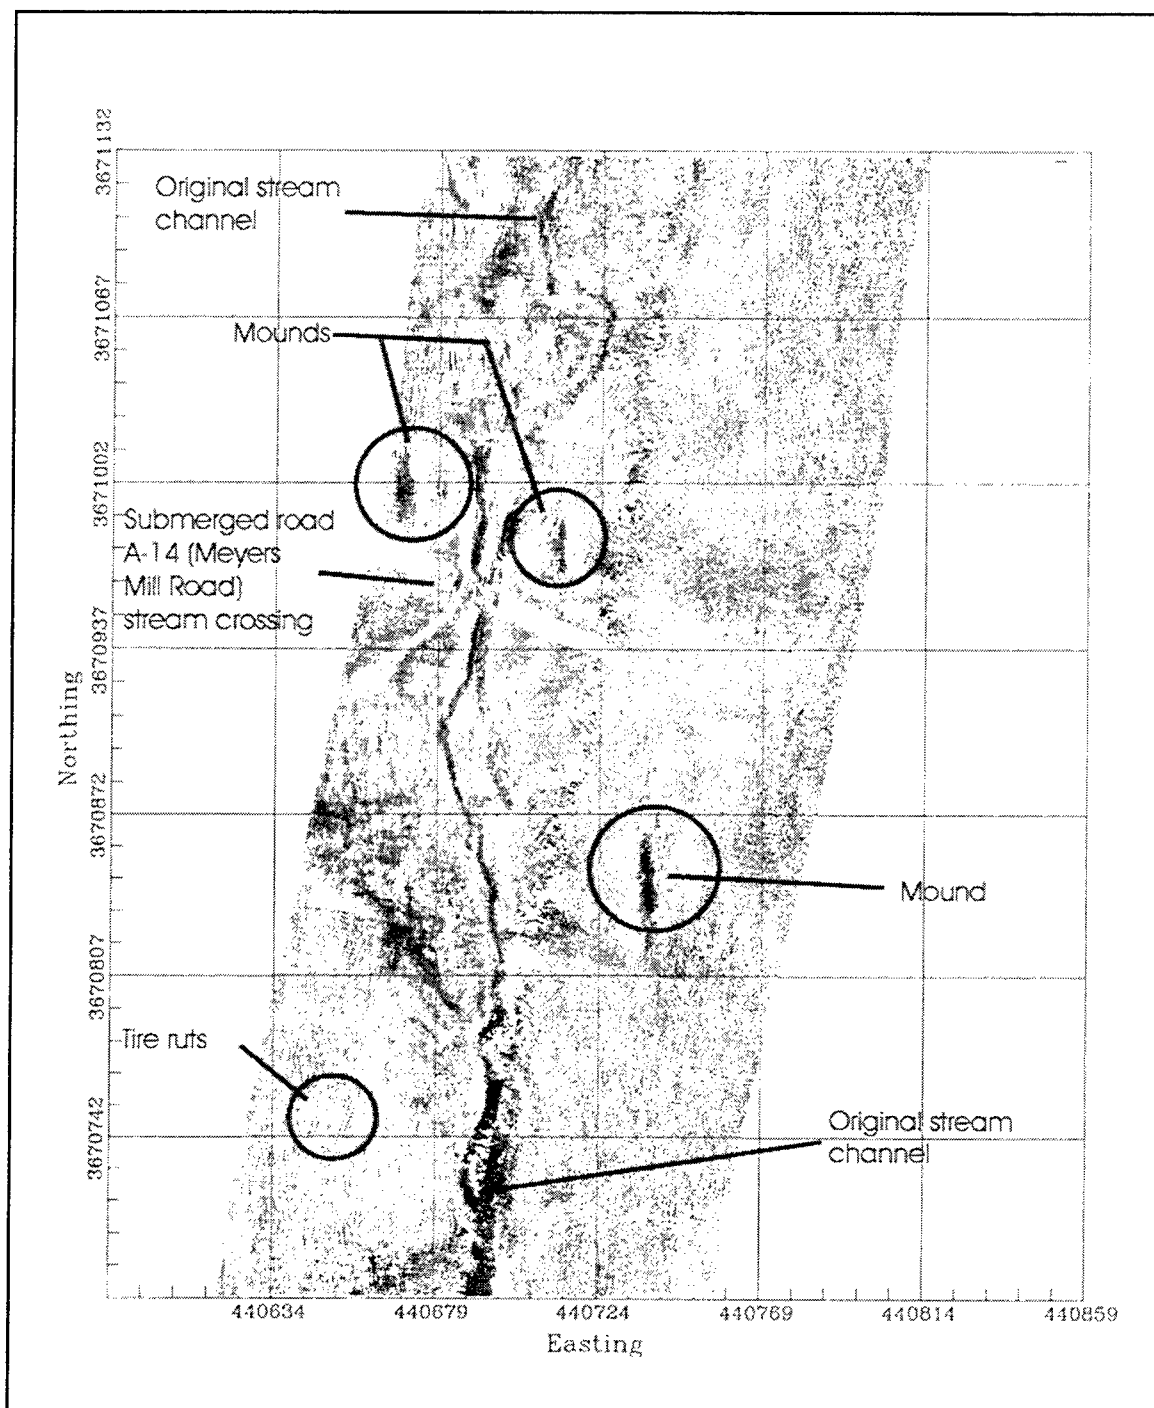 3671132
Original stream
channel
3671067
Mounds
3671002
Submerged road
A-14 (Meyers
Mill Road)
stream crossing
3670937
Northing
3670872
Mound
3670807
Tire ruts
3670742
Original stream
channel
440634 440679 440724 440769 440814 440859
Easting